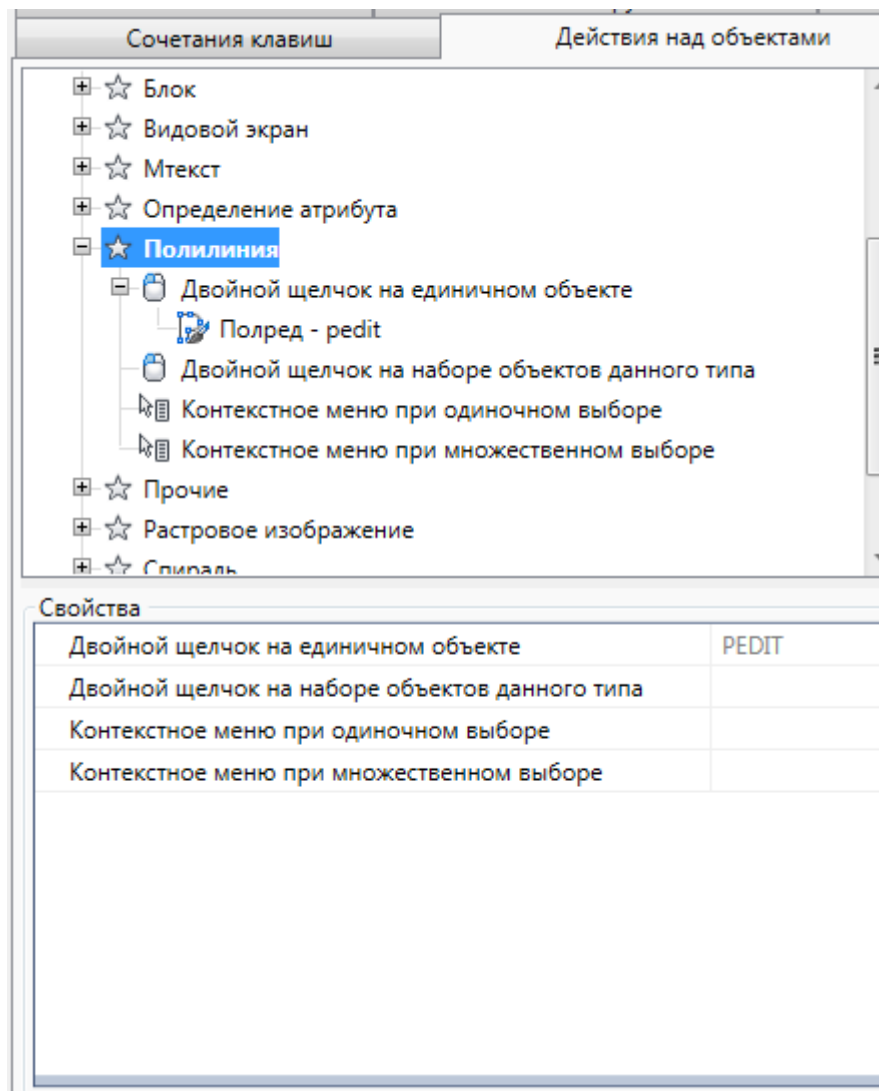 Сочетания клавиш
Действия над объектами
Блок
Видовой экран
Мтекст
Определение атрибута
Полилиния
Двойной щелчок на единичном объекте
Полред - pedit
Двойной щелчок на наборе объектов данного типа
Контекстное меню при одиночном выборе
Контекстное меню при множественном выборе
Прочие
Растровое изображение
Спираль
Свойства
Двойной щелчок на единичном объекте PEDIT
Двойной щелчок на наборе объектов данного типа
Контекстное меню при одиночном выборе
Контекстное меню при множественном выборе